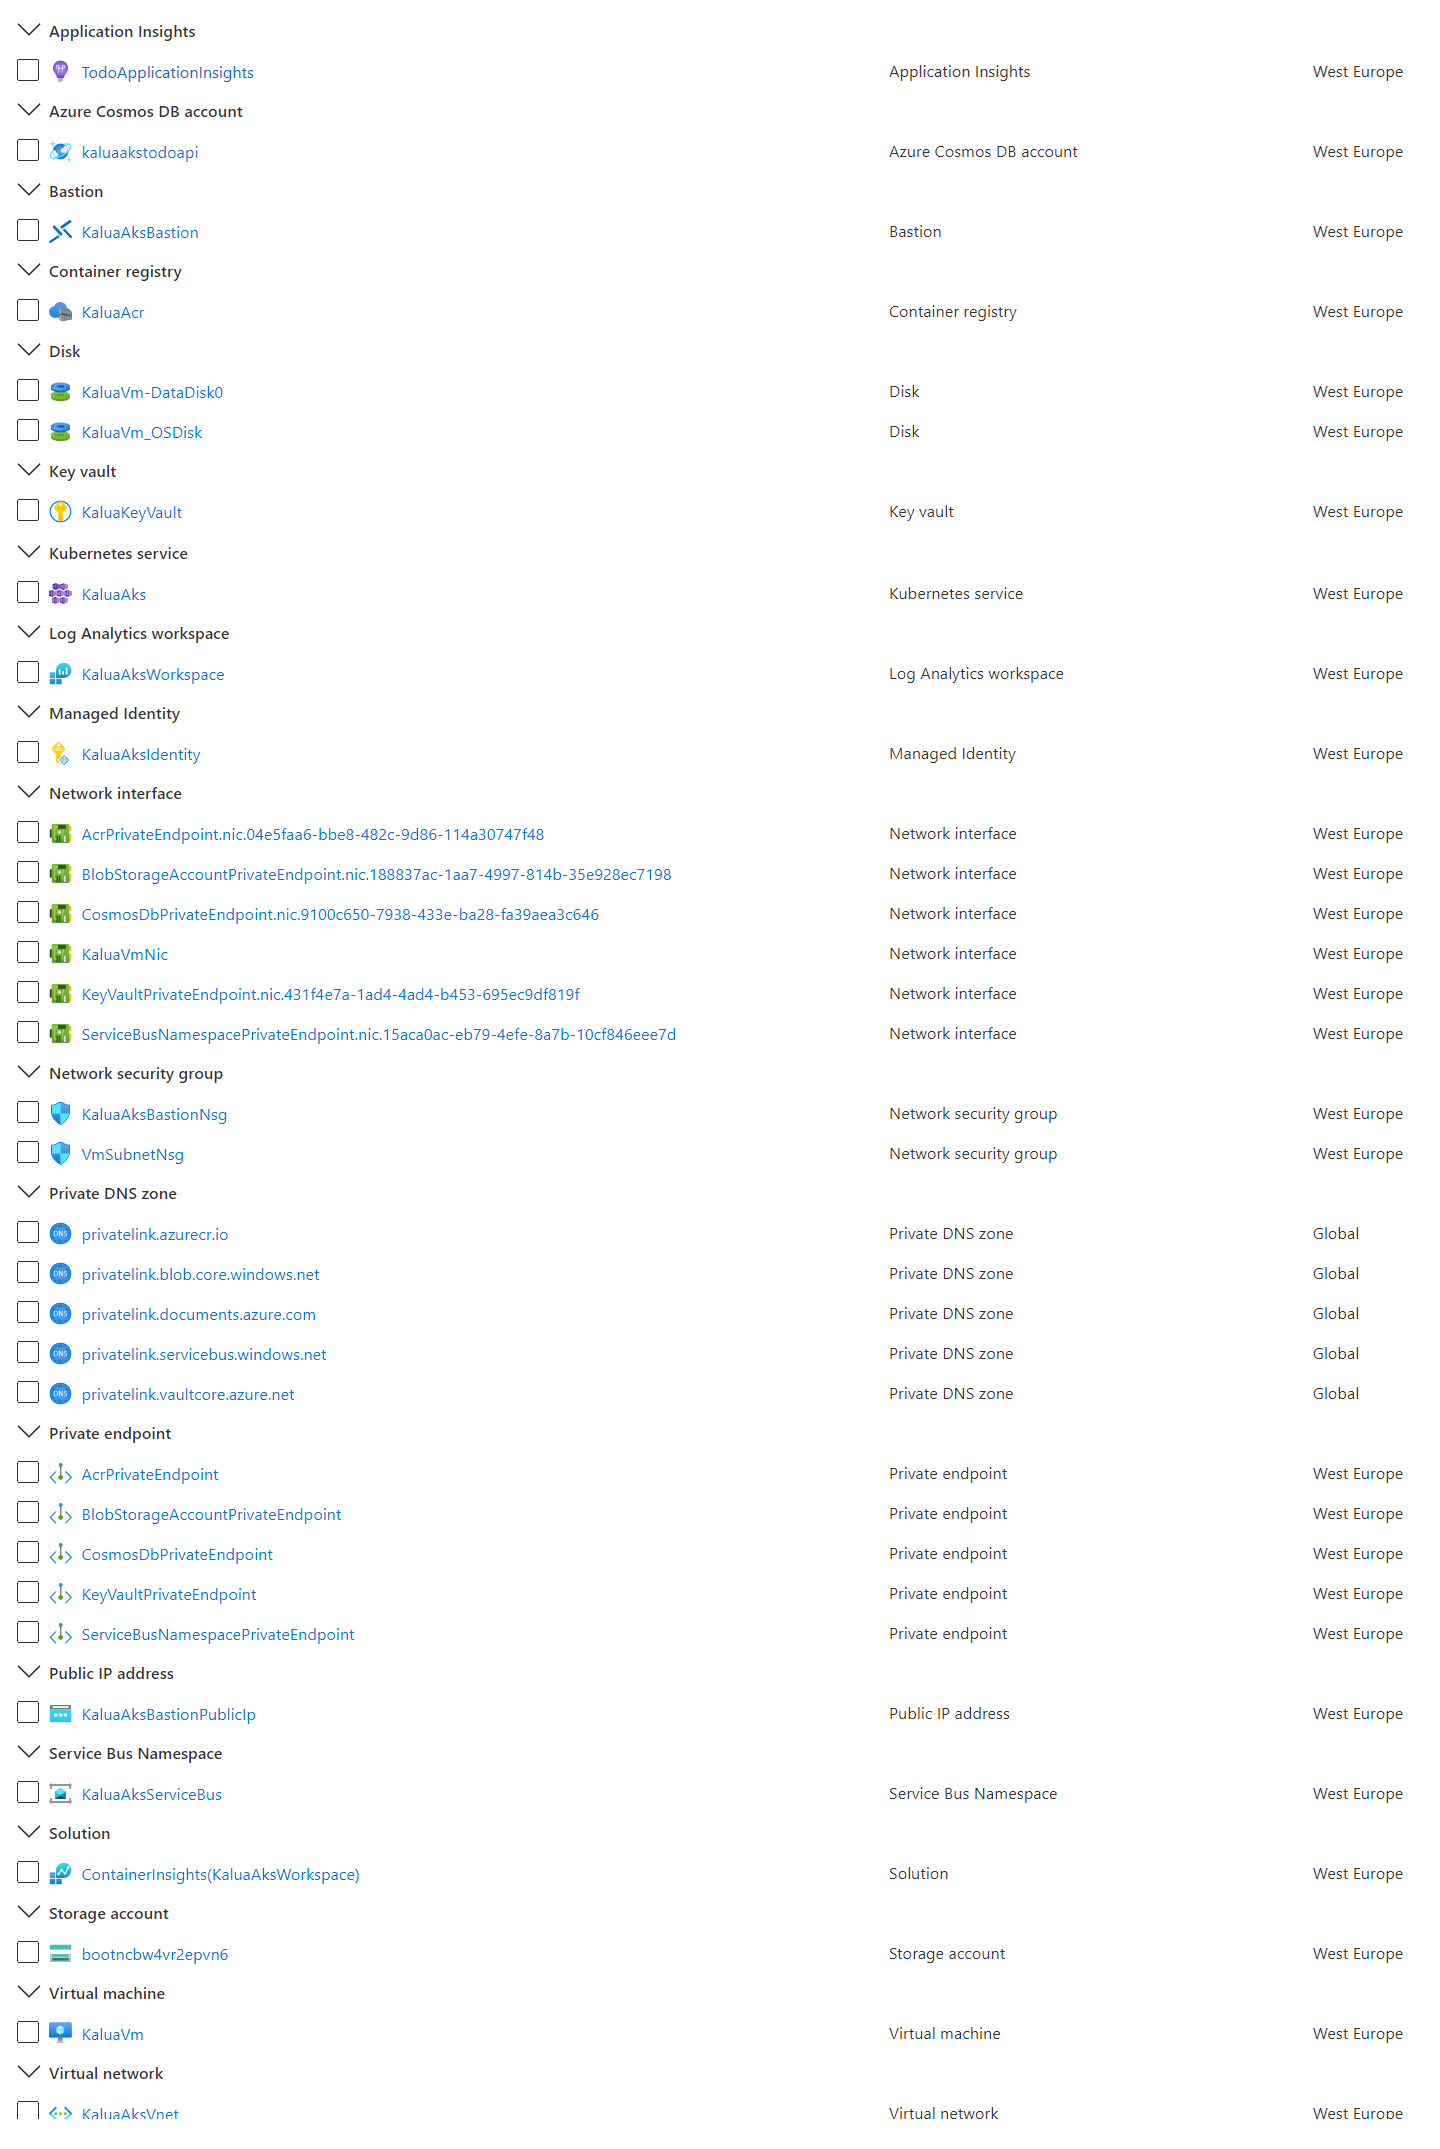 Application Insights
TodoApplicationInsights Application Insights West Europe
Azure Cosmos DB account
kaluaakstodoapi Azure Cosmos DB account West Europe
Bastion
KaluaAksBastion Bastion West Europe
Container registry
KaluaAcr Container registry West Europe
Disk
KaluaVm-DataDisk0 Disk West Europe
KaluaVm_OSDisk Disk West Europe
Key vault
KaluaKeyVault Key vault West Europe
Kubernetes service
KaluaAks Kubernetes service West Europe
Log Analytics workspace
KaluaAksWorkspace Log Analytics workspace West Europe
Managed Identity
KaluaAksIdentity Managed Identity West Europe
Network interface
AcrPrivateEndpoint.nic.04e5faa6-bbe8-482c-9d86-114a30747f48 Network interface West Europe
BlobStorageAccountPrivateEndpoint.nic.188837ac-1aa7-4997-814b-35e928ec7198 Network interface West Europe
CosmosDbPrivateEndpoint.nic.9100c650-7938-433e-ba28-fa39aea3c646 Network interface West Europe
KaluaVmNic Network interface West Europe
KeyVaultPrivateEndpoint.nic.431f4e7a-1ad4-4ad4-b453-695ec9df819f Network interface West Europe
ServiceBusNamespacePrivateEndpoint.nic.15aca0ac-eb79-4efe-8a7b-10cf846eee7d Network interface West Europe
Network security group
KaluaAksBastionNsg Network security group West Europe
VmSubnetNsg Network security group West Europe
Private DNS zone
DNS privatelink.azurecr.io Private DNS zone Global
DNS privatelink.blob.core.windows.net Private DNS zone Global
DNS privatelink.documents.azure.com Private DNS zone Global
DNS privatelink.servicebus.windows.net Private DNS zone Global
DNS privatelink.vaultcore.azure.net Private DNS zone Global
Private endpoint
AcrPrivateEndpoint Private endpoint West Europe
BlobStorageAccountPrivateEndpoint Private endpoint West Europe
CosmosDbPrivateEndpoint Private endpoint West Europe
KeyVaultPrivateEndpoint Private endpoint West Europe
ServiceBusNamespacePrivateEndpoint Private endpoint West Europe
Public IP address
KaluaAksBastionPublicIp Public IP address West Europe
Service Bus Namespace
KaluaAksServiceBus Service Bus Namespace West Europe
Solution
ContainerInsights(KaluaAksWorkspace) Solution West Europe
Storage account
bootncbw4vr2epvn6 Storage account West Europe
Virtual machine
KaluaVm Virtual machine West Europe
Virtual network
KaluaAksVnet Virtual network West Europe